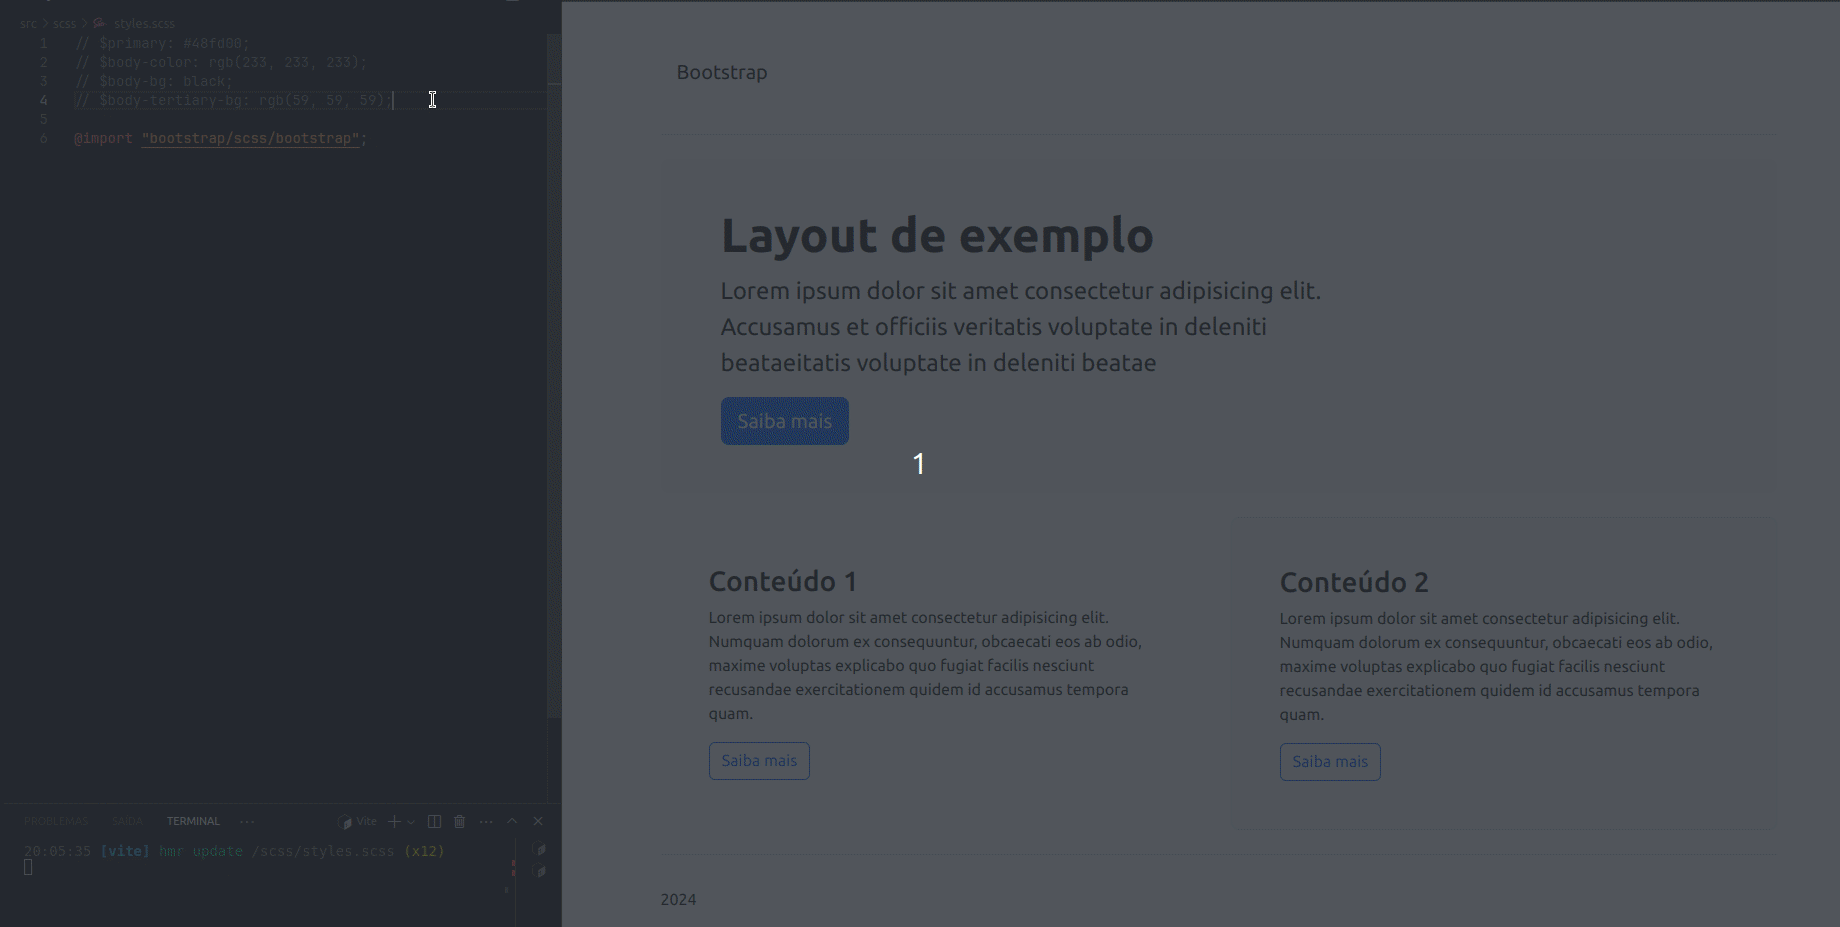 src > scss > styles.scss
1 // $primary: #48fd00;
2 // $body-color: rgb(233, 233, 233);
3 // $body-bg: black;
4 // $body-tertiary-bg: rgb(59, 59, 59);
5
6 @import "bootstrap/scss/bootstrap";
PROBLEMAS SAÍDA TERMINAL ··· Vite
20:05:35 [vite] hmr update /scss/styles.scss (x12)
Bootstrap
Layout de exemplo
Lorem ipsum dolor sit amet consectetur adipisicing elit.
Accusamus et officiis veritatis voluptate in deleniti
beataeitatis voluptate in deleniti beatae
Saiba mais
1
Conteúdo 1
Lorem ipsum dolor sit amet consectetur adipisicing elit.
Numquam dolorum ex consequuntur, obcaecati eos ab odio,
maxime voluptas explicabo quo fugiat facilis nesciunt
recusandae exercitationem quidem id accusamus tempora
quam.
Saiba mais
Conteúdo 2
Lorem ipsum dolor sit amet consectetur adipisicing elit.
Numquam dolorum ex consequuntur, obcaecati eos ab odio,
maxime voluptas explicabo quo fugiat facilis nesciunt
recusandae exercitationem quidem id accusamus tempora
quam.
Saiba mais
2024